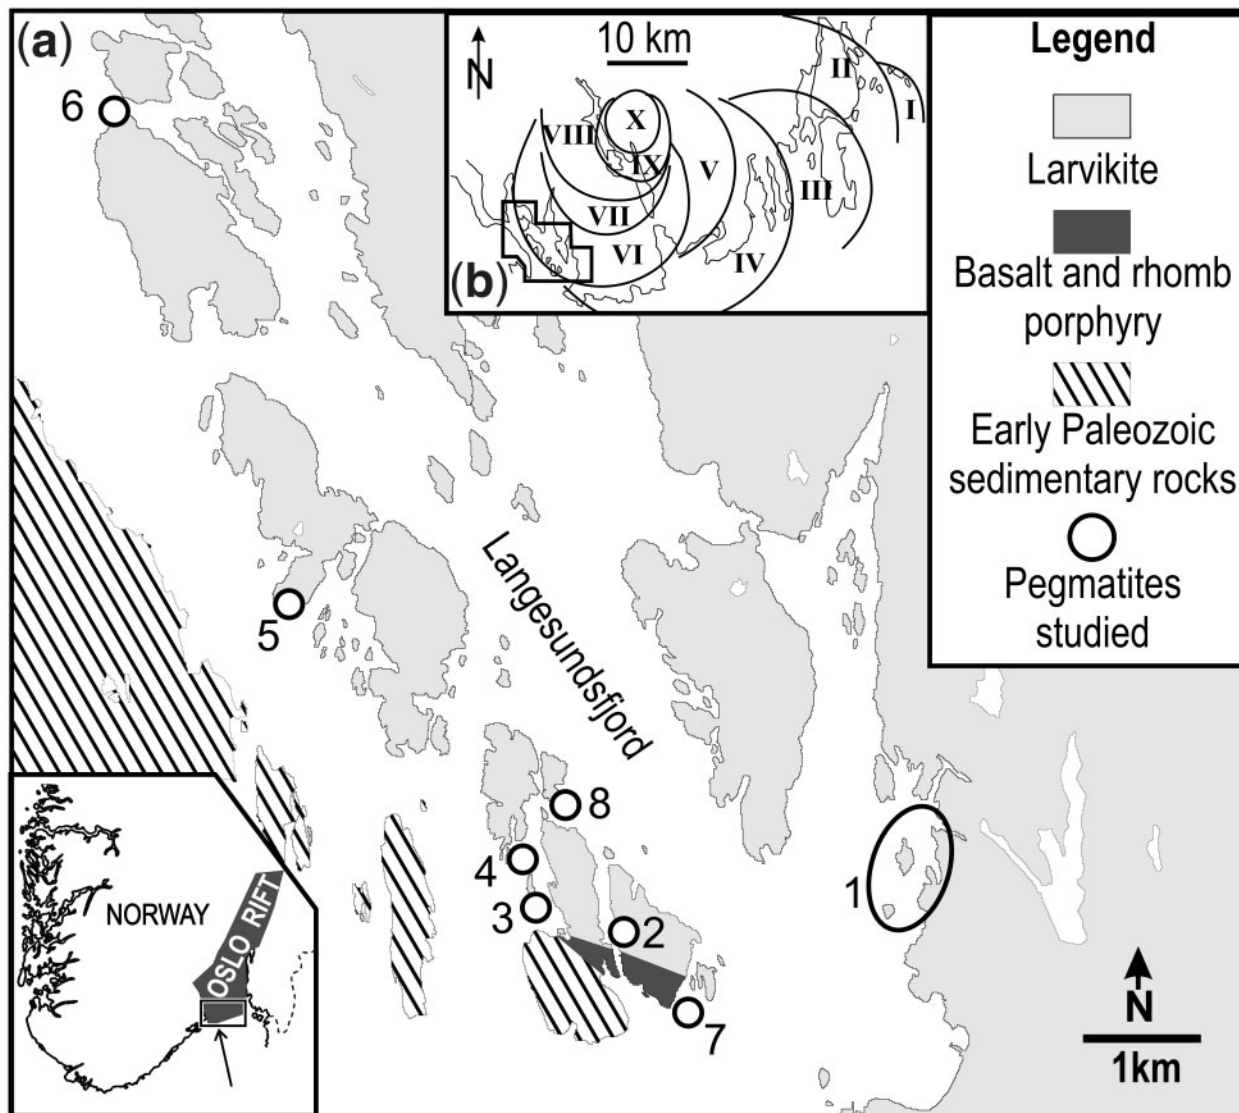 (a)
6
10 km
N
II
I
X
VIII
IX
V
III
VII
VI
IV
(b)
Legend
Larvikite
Basalt and rhomb
porphyry
Early Paleozoic
sedimentary rocks
Pegmatites
studied
Langesundsfjord
5
8
4
3
2
1
7
NORWAY
OSLO RIFT
N
1km